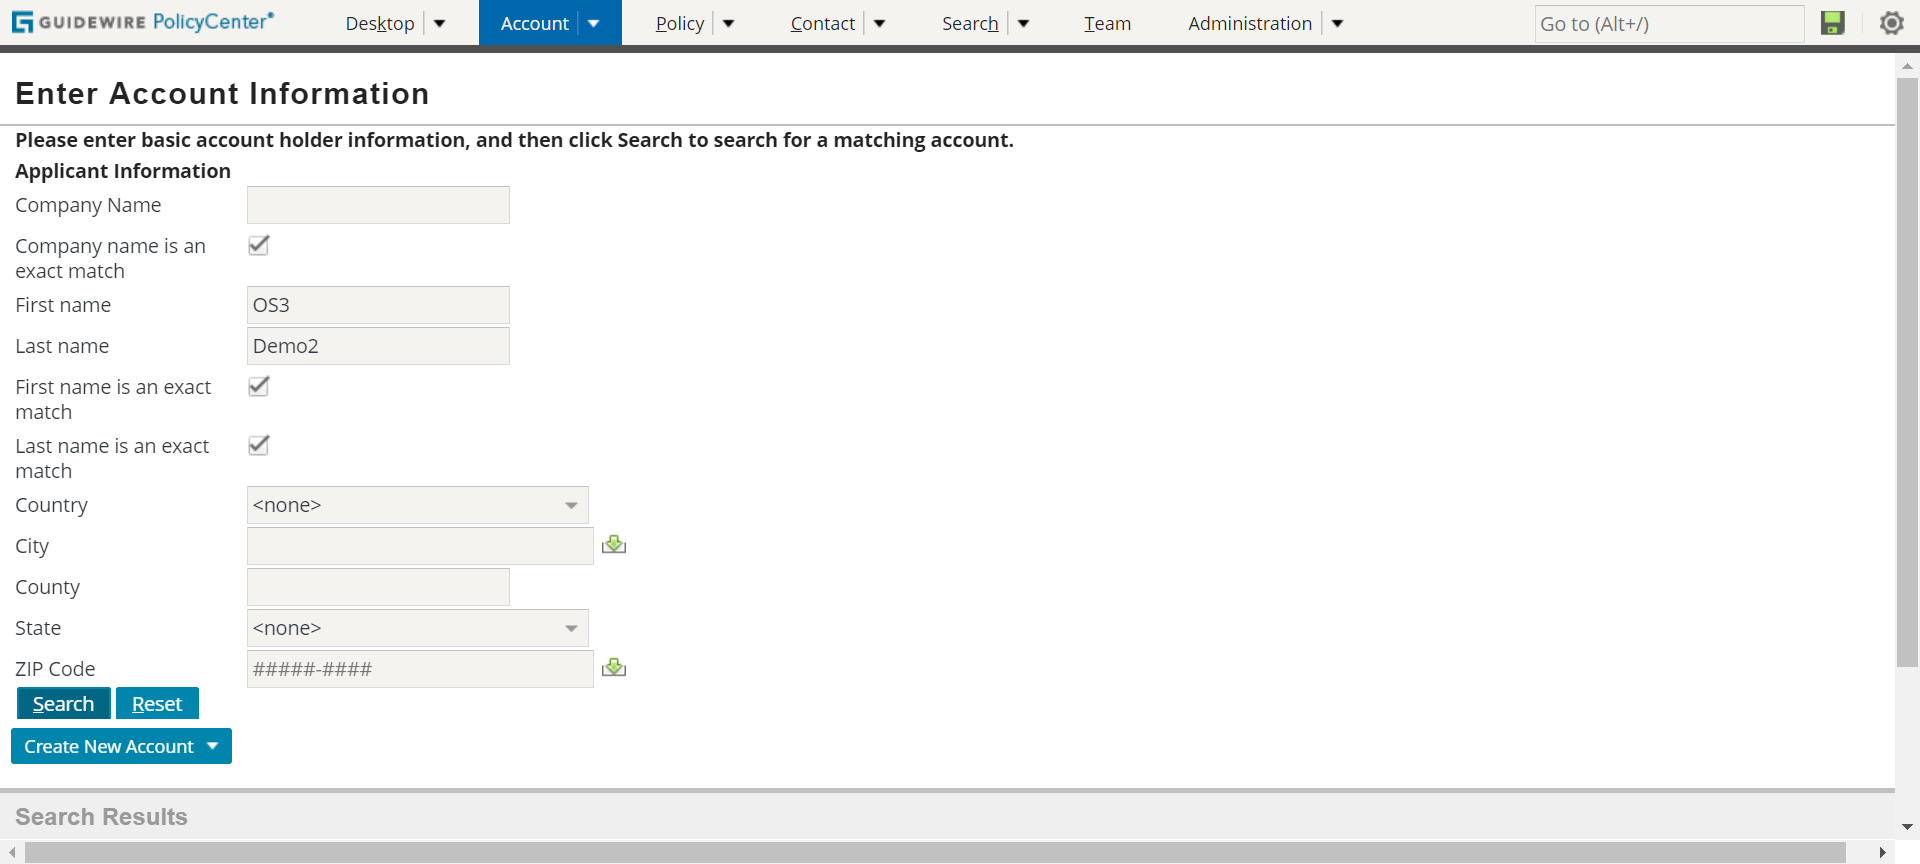 GUIDEWIRE PolicyCenter®
Desktop
Account
Policy
Contact
Search
Team
Administration
Go to (Alt+/)
Enter Account Information
Please enter basic account holder information, and then click Search to search for a matching account.
Applicant Information
Company Name
Company name is an
exact match
First name
OS3
Last name
Demo2
First name is an exact
match
Last name is an exact
match
Country
<none>
City
County
State
<none>
ZIP Code
#####-####
Search
Reset
Create New Account
Search Results